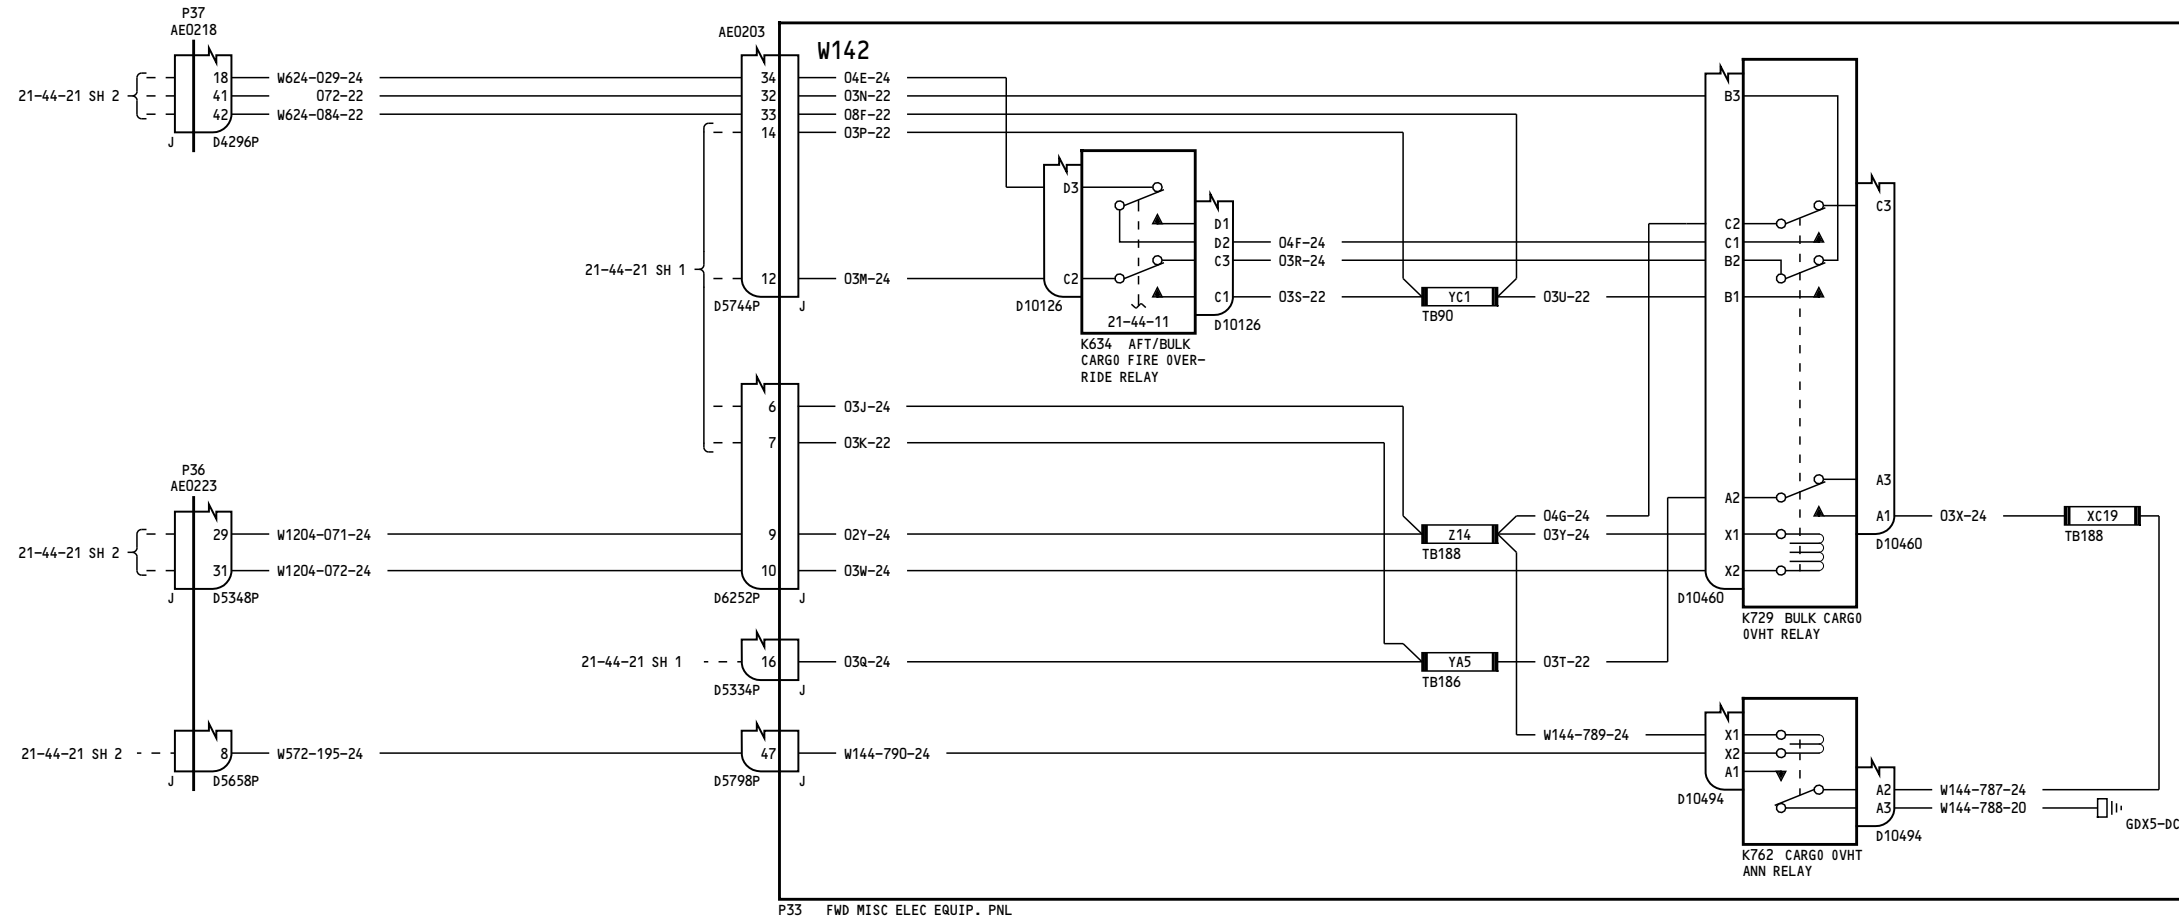 P37
AE0218
18
41
42
J
D4296P
21-44-21 SH 2
W624-029-24
072-22
W624-084-22
AE0203
34
32
33
14
12
D5744P
J
21-44-21 SH 1
W142
04E-24
03N-22
08F-22
03P-22
03M-24
D3
C2
D10126
21-44-11
D1
D2
C3
C1
D10126
K634 AFT/BULK
CARGO FIRE OVER-
RIDE RELAY
04F-24
03R-24
03S-22
YC1
TB90
03U-22
B3
C2
C1
B2
B1
A2
X1
X2
D10460
C3
A3
A1
D10460
K729 BULK CARGO
OVHT RELAY
03X-24
XC19
TB188
6
7
9
10
D6252P
J
03J-24
03K-22
02Y-24
03W-24
Z14
TB188
04G-24
03Y-24
P36
AE0223
29
31
J
D5348P
21-44-21 SH 2
W1204-071-24
W1204-072-24
21-44-21 SH 1
16
D5334P
J
03Q-24
YA5
TB186
03T-22
21-44-21 SH 2
8
J
D5658P
W572-195-24
47
D5798P
J
W144-790-24
W144-789-24
X1
X2
A1
D10494
A2
A3
D10494
W144-787-24
W144-788-20
GDX5-DC
K762 CARGO OVHT
ANN RELAY
P33 FWD MISC ELEC EQUIP. PNL